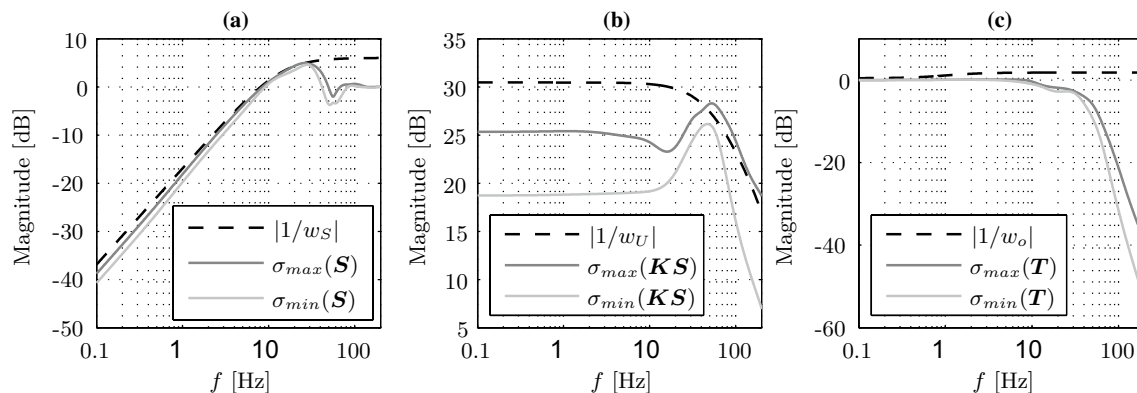 (a)
Magnitude [dB]
10
0
-10
-20
-30
-40
-50
|1/w_S|
σ_max(S)
σ_min(S)
0.1
1
10
100
f [Hz]
(b)
Magnitude [dB]
35
30
25
20
15
10
5
|1/w_U|
σ_max(KS)
σ_min(KS)
0.1
1
10
100
f [Hz]
(c)
Magnitude [dB]
0
-20
-40
-60
|1/w_o|
σ_max(T)
σ_min(T)
0.1
1
10
100
f [Hz]